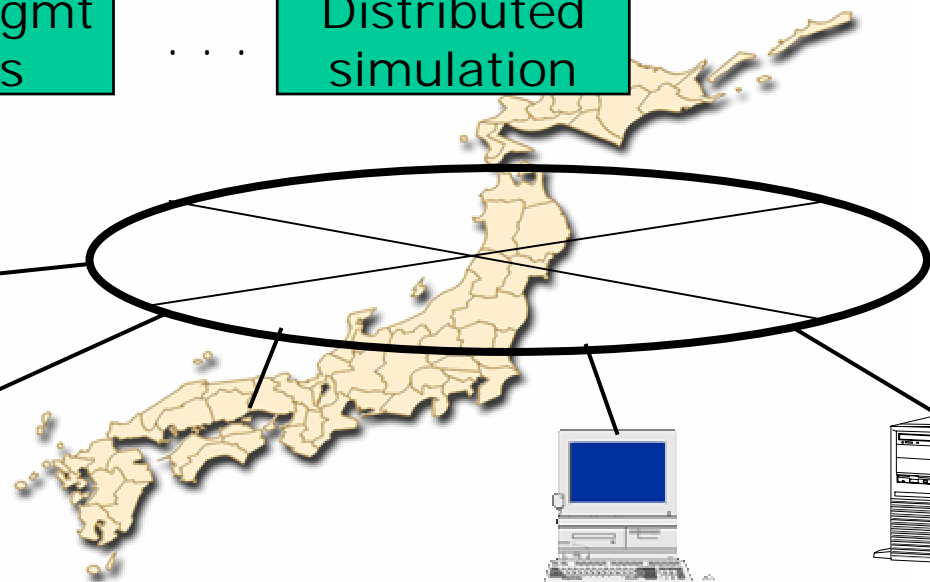 gmt
s
. . .
Distributed
simulation